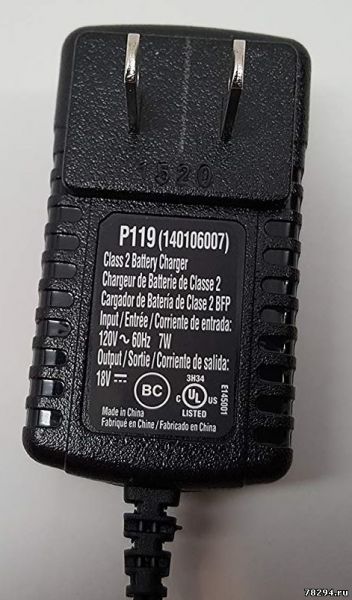 1520
P119 (140106007)
Class 2 Battery Charger
Chargeur de Batterie de Classe 2
Cargador de Batería de Clase 2 BFP
Input / Entrée / Corriente de entrada:
120V ~ 60Hz 7W
Output / Sortie / Corriente de salida:
18V ⎓
BC
3H34
C UL US
LISTED
E145001
Made in China
Fabriqué en Chine / Fabricado en China
78294.ru